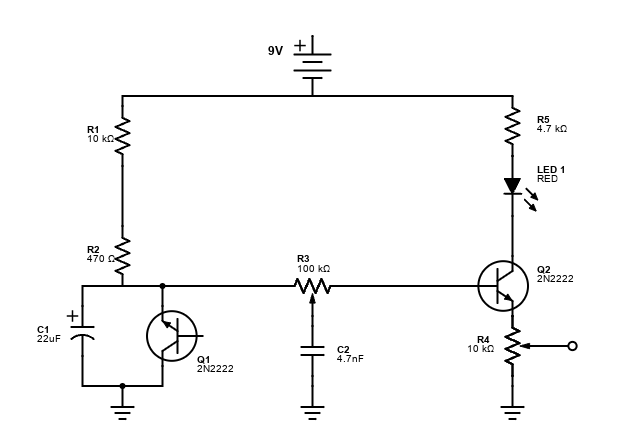 9V
R1
10 kΩ
R5
4.7 kΩ
LED 1
RED
R2
470 Ω
R3
100 kΩ
Q2
2N2222
C1
22uF
Q1
2N2222
C2
4.7nF
R4
10 kΩ